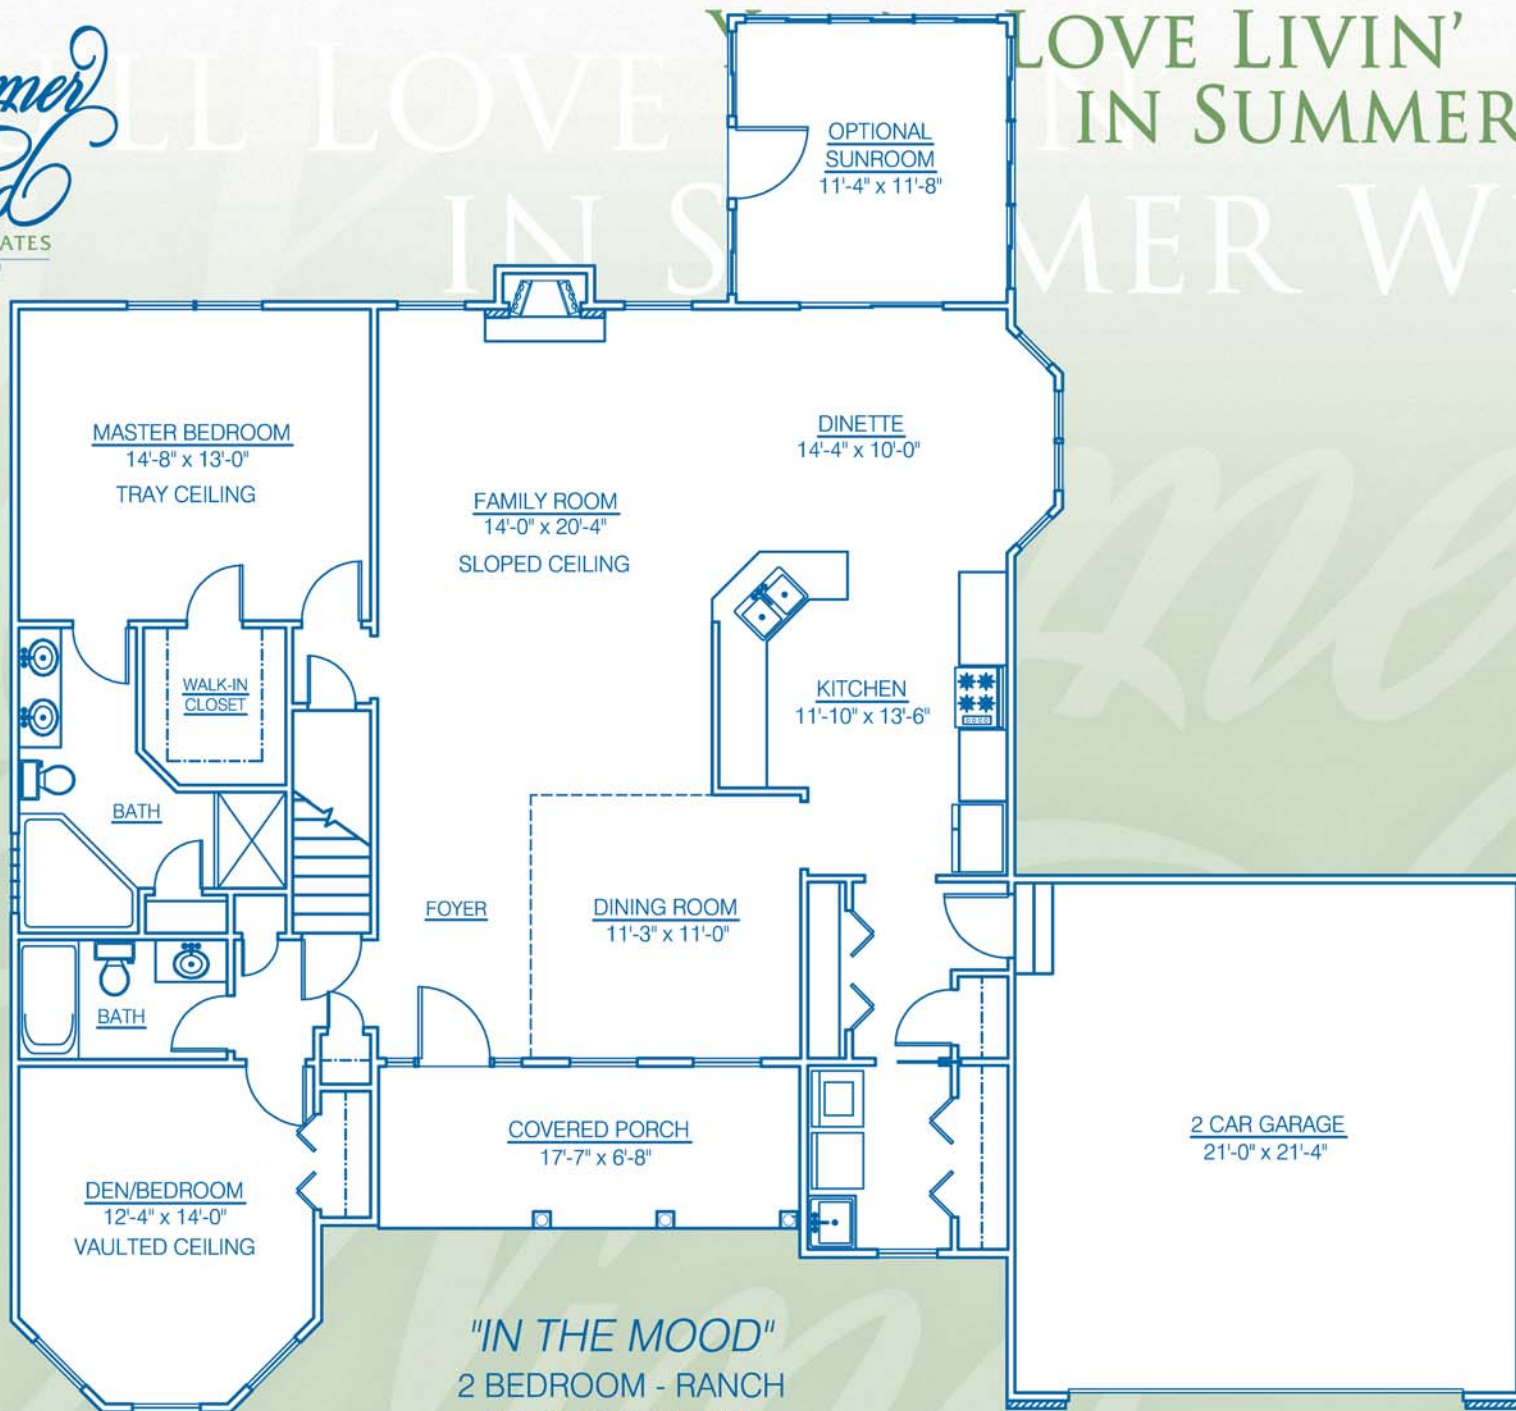 LOVE LIVIN'
IN SUMMER
ILL LOVE
IN S MER W
ATES
OPTIONAL
SUNROOM
11'-4" x 11'-8"
MASTER BEDROOM
14'-8" x 13'-0"
TRAY CEILING
DINETTE
14'-4" x 10'-0"
FAMILY ROOM
14'-0" x 20'-4"
SLOPED CEILING
WALK-IN
CLOSET
KITCHEN
11'-10" x 13'-6"
BATH
FOYER
DINING ROOM
11'-3" x 11'-0"
BATH
COVERED PORCH
17'-7" x 6'-8"
2 CAR GARAGE
21'-0" x 21'-4"
DEN/BEDROOM
12'-4" x 14'-0"
VAULTED CEILING
"IN THE MOOD"
2 BEDROOM - RANCH